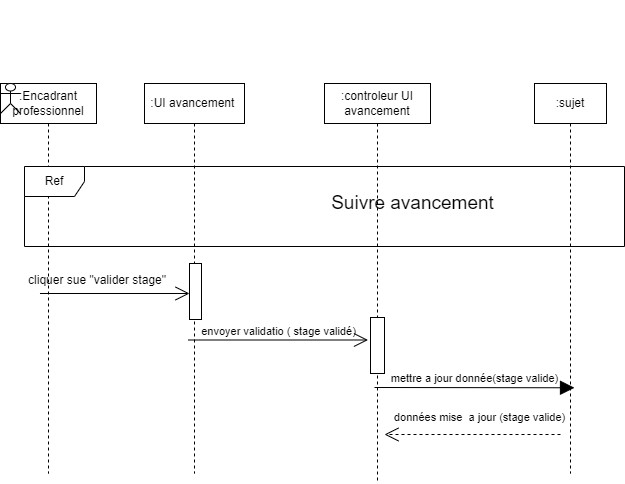 :Encadrant
professionnel
:UI avancement
:controleur UI
avancement
:sujet
Ref
Suivre avancement
cliquer sue "valider stage"
envoyer validatio ( stage validé)
mettre a jour donnée(stage valide)
données mise a jour (stage valide)